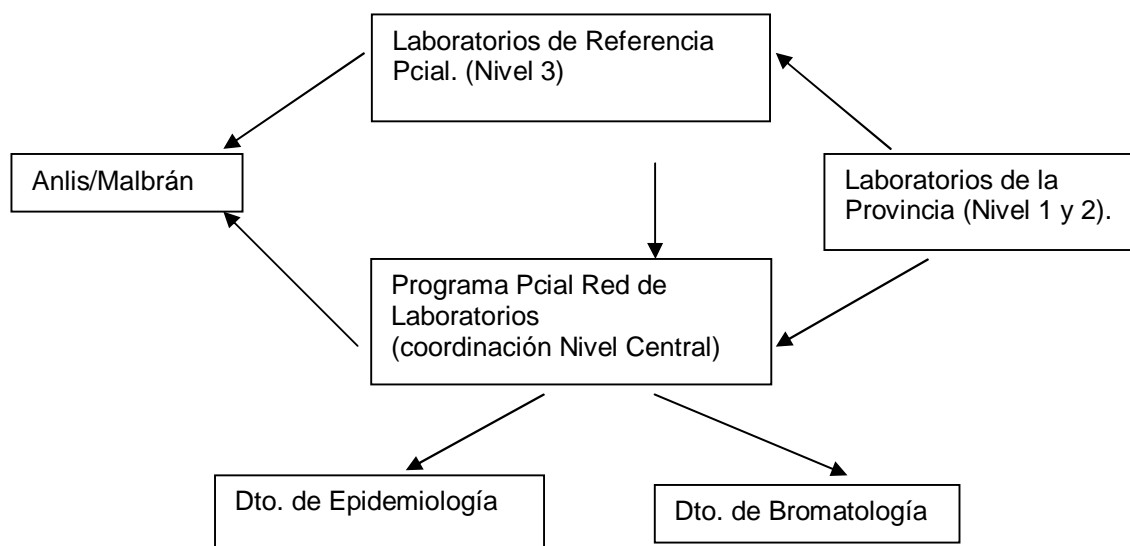 Laboratorios de Referencia
Pcial. (Nivel 3)
Anlis/Malbrán
Laboratorios de la
Provincia (Nivel 1 y 2).
Programa Pcial Red de
Laboratorios
(coordinación Nivel Central)
Dto. de Epidemiología
Dto. de Bromatología